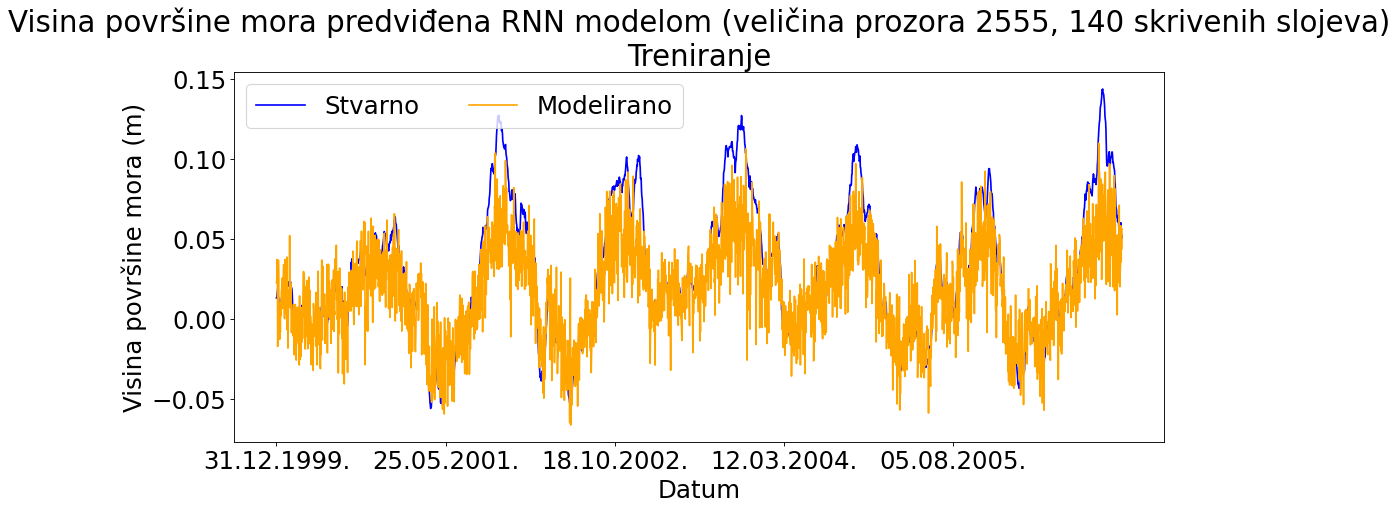 Visina površine mora predviđena RNN modelom (veličina prozora 2555, 140 skrivenih slojeva)
Treniranje
Stvarno
Modelirano
Visina površine mora (m)
0.15
0.10
0.05
0.00
−0.05
31.12.1999. 25.05.2001. 18.10.2002. 12.03.2004. 05.08.2005.
Datum